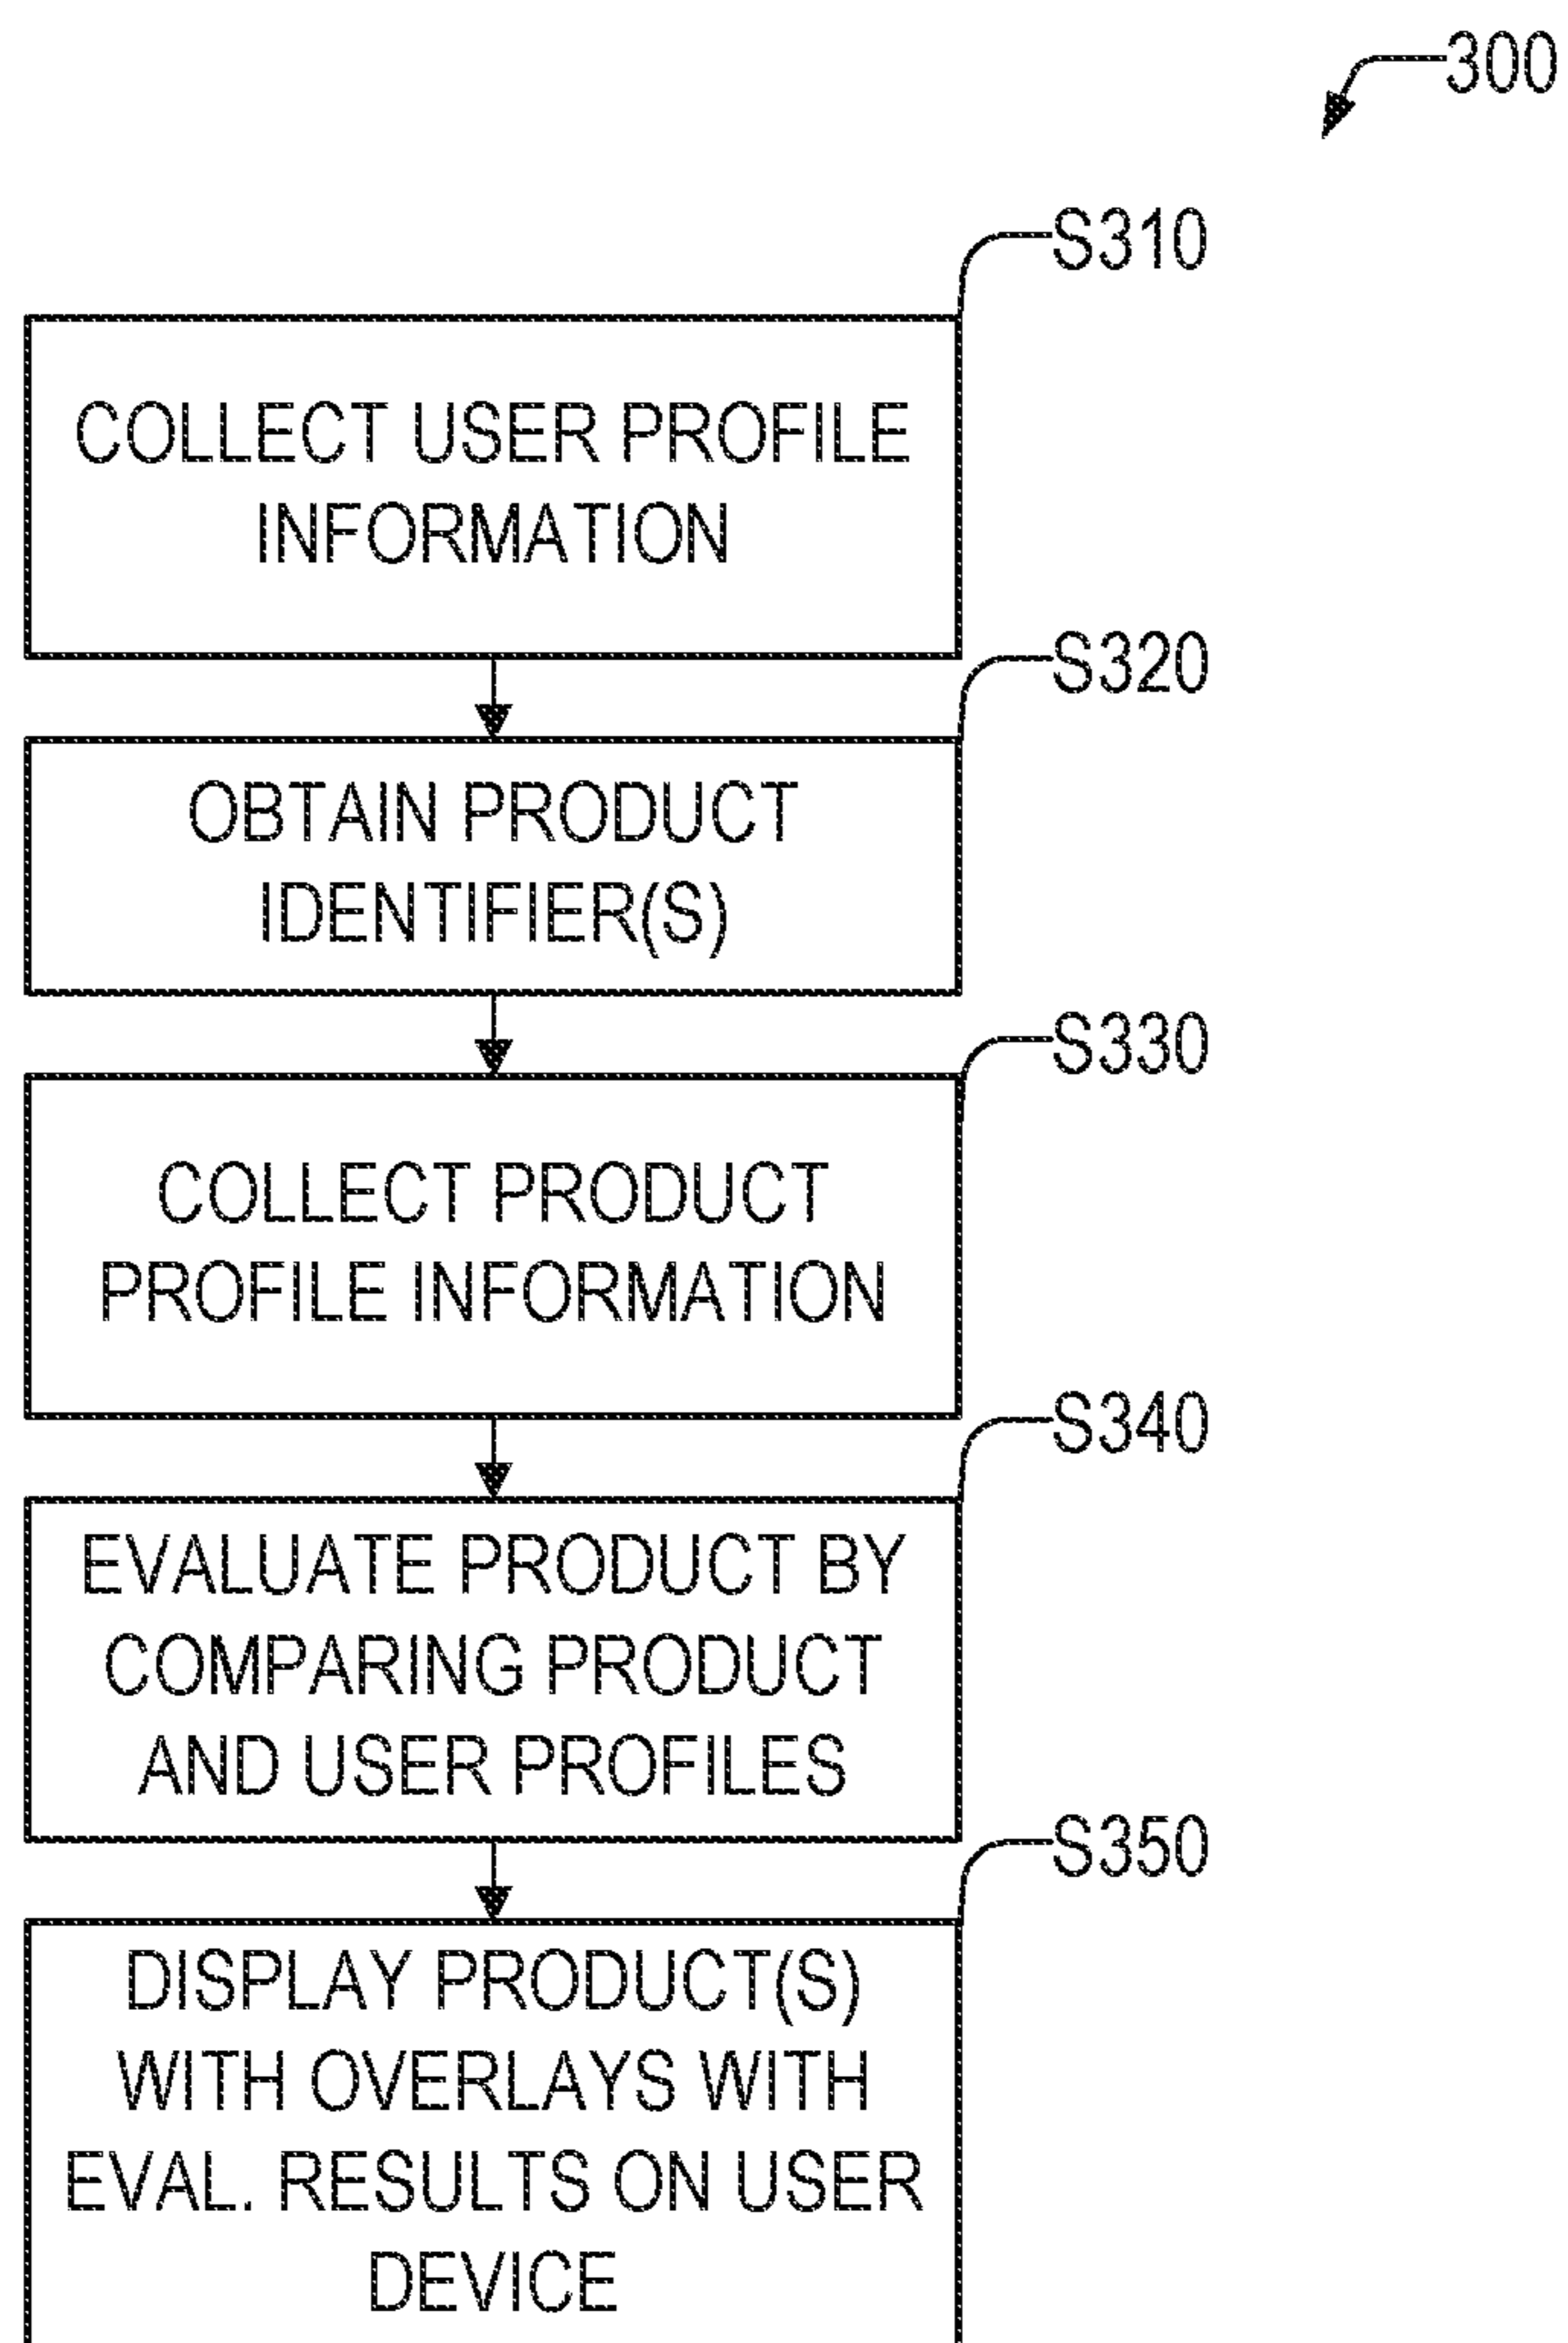 300
S310
COLLECT USER PROFILE
INFORMATION
S320
OBTAIN PRODUCT
IDENTIFIER(S)
S330
COLLECT PRODUCT
PROFILE INFORMATION
S340
EVALUATE PRODUCT BY
COMPARING PRODUCT
AND USER PROFILES
S350
DISPLAY PRODUCT(S)
WITH OVERLAYS WITH
EVAL. RESULTS ON USER
DEVICE